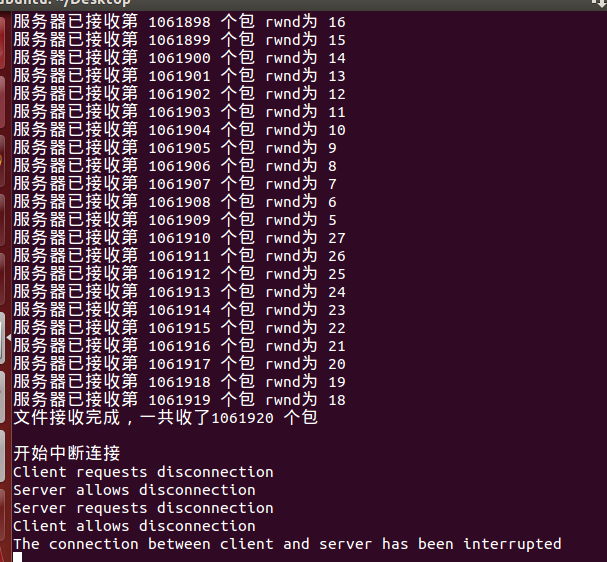 ubuntu: ~/Desktop
服务器已接收第 1061898 个包 rwnd为 16
服务器已接收第 1061899 个包 rwnd为 15
服务器已接收第 1061900 个包 rwnd为 14
服务器已接收第 1061901 个包 rwnd为 13
服务器已接收第 1061902 个包 rwnd为 12
服务器已接收第 1061903 个包 rwnd为 11
服务器已接收第 1061904 个包 rwnd为 10
服务器已接收第 1061905 个包 rwnd为 9
服务器已接收第 1061906 个包 rwnd为 8
服务器已接收第 1061907 个包 rwnd为 7
服务器已接收第 1061908 个包 rwnd为 6
服务器已接收第 1061909 个包 rwnd为 5
服务器已接收第 1061910 个包 rwnd为 27
服务器已接收第 1061911 个包 rwnd为 26
服务器已接收第 1061912 个包 rwnd为 25
服务器已接收第 1061913 个包 rwnd为 24
服务器已接收第 1061914 个包 rwnd为 23
服务器已接收第 1061915 个包 rwnd为 22
服务器已接收第 1061916 个包 rwnd为 21
服务器已接收第 1061917 个包 rwnd为 20
服务器已接收第 1061918 个包 rwnd为 19
服务器已接收第 1061919 个包 rwnd为 18
文件接收完成，一共收了1061920 个包
开始中断连接
Client requests disconnection
Server allows disconnection
Server requests disconnection
Client allows disconnection
The connection between client and server has been interrupted